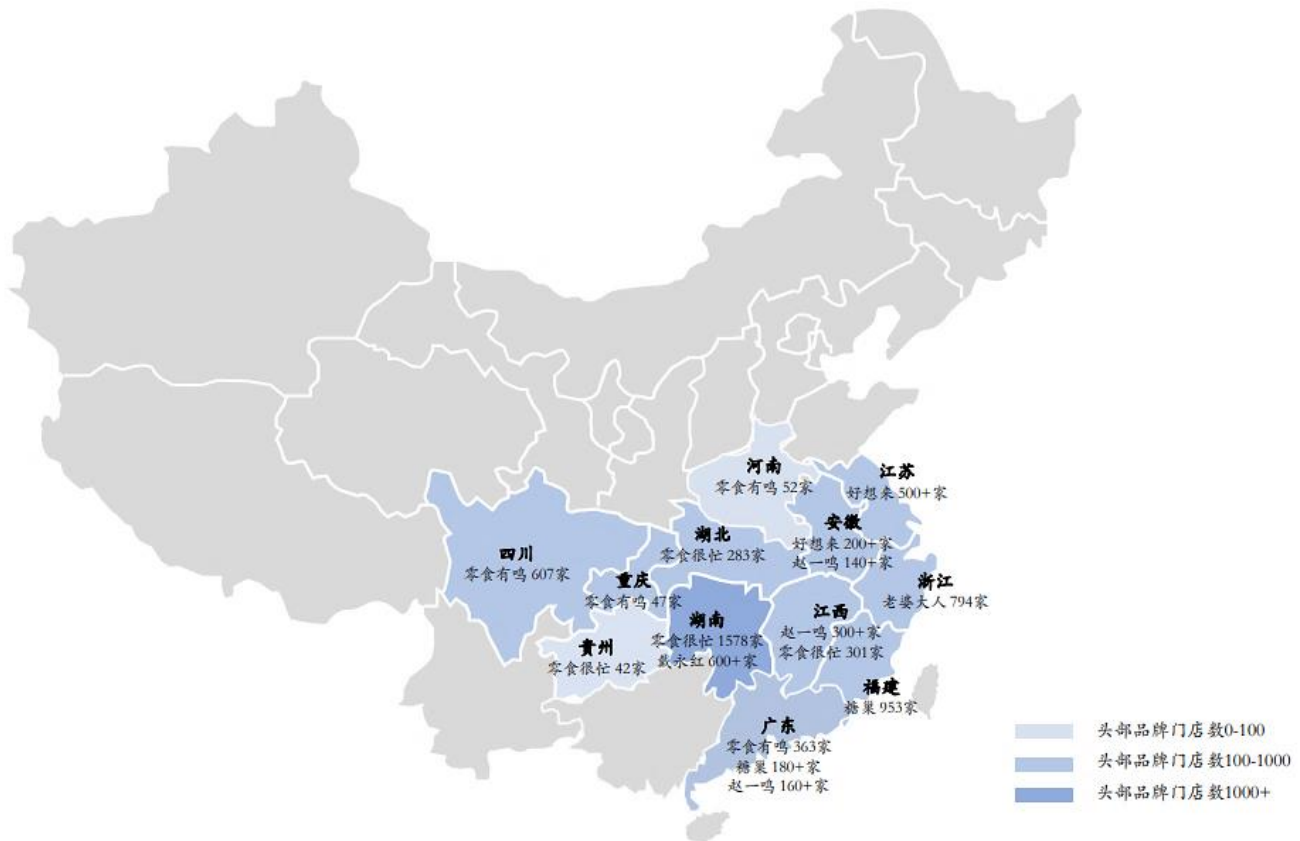 河南
零食有鸣 52家
江苏
好想来 500+家
安徽
好想来 200+家
赵一鸣 140+家
湖北
零食很忙 283家
四川
零食有鸣 607家
重庆
零食有鸣 47家
浙江
老婆大人 794家
湖南
零食很忙 1578家
戴永红 600+家
江西
赵一鸣 300+家
零食很忙 301家
贵州
零食很忙 42家
福建
糖巢 953家
广东
零食有鸣 363家
糖巢 180+家
赵一鸣 160+家
头部品牌门店数0-100
头部品牌门店数100-1000
头部品牌门店数1000+